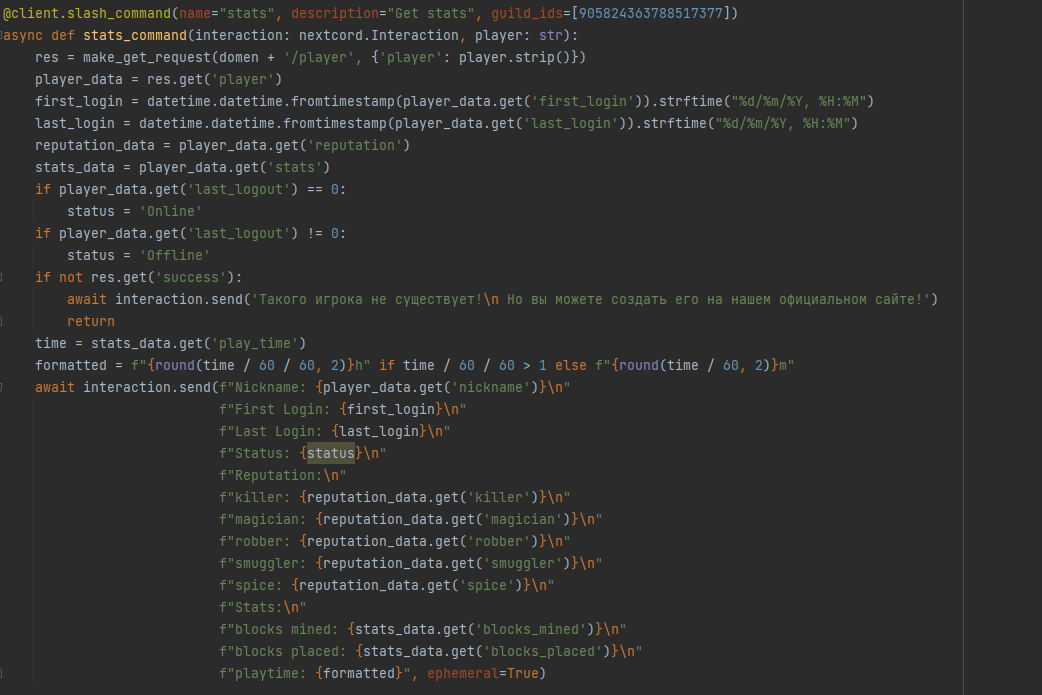 @client.slash_command(name="stats", description="Get stats", guild_ids=[905824363788517377])
async def stats_command(interaction: nextcord.Interaction, player: str):
    res = make_get_request(domen + '/player', {'player': player.strip()})
    player_data = res.get('player')
    first_login = datetime.datetime.fromtimestamp(player_data.get('first_login')).strftime("%d/%m/%Y, %H:%M")
    last_login = datetime.datetime.fromtimestamp(player_data.get('last_login')).strftime("%d/%m/%Y, %H:%M")
    reputation_data = player_data.get('reputation')
    stats_data = player_data.get('stats')
    if player_data.get('last_logout') == 0:
        status = 'Online'
    if player_data.get('last_logout') != 0:
        status = 'Offline'
    if not res.get('success'):
        await interaction.send('Такого игрока не существует!\n Но вы можете создать его на нашем официальном сайте!')
        return
    time = stats_data.get('play_time')
    formatted = f"{round(time / 60 / 60, 2)}h" if time / 60 / 60 > 1 else f"{round(time / 60, 2)}m"
    await interaction.send(f"Nickname: {player_data.get('nickname')}\n"
                           f"First Login: {first_login}\n"
                           f"Last Login: {last_login}\n"
                           f"Status: {status}\n"
                           f"Reputation:\n"
                           f"killer: {reputation_data.get('killer')}\n"
                           f"magician: {reputation_data.get('magician')}\n"
                           f"robber: {reputation_data.get('robber')}\n"
                           f"smuggler: {reputation_data.get('smuggler')}\n"
                           f"spice: {reputation_data.get('spice')}\n"
                           f"Stats:\n"
                           f"blocks mined: {stats_data.get('blocks_mined')}\n"
                           f"blocks placed: {stats_data.get('blocks_placed')}\n"
                           f"playtime: {formatted}", ephemeral=True)